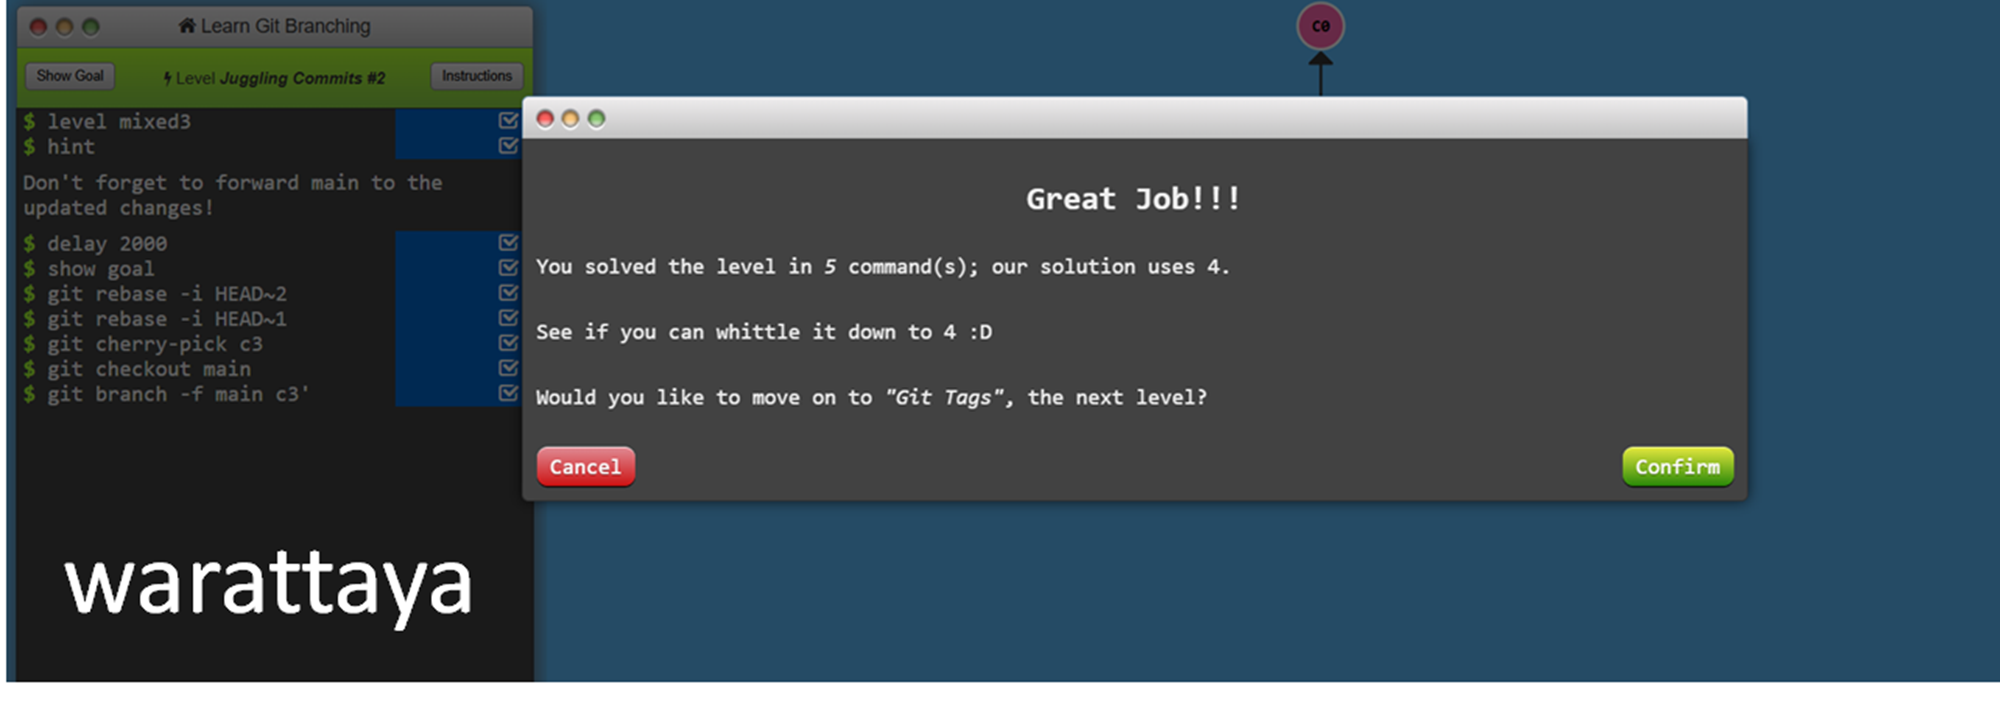 Learn Git Branching
Show Goal
Level Juggling Commits #2
Instructions
$ level mixed3
$ hint
Don't forget to forward main to the
updated changes!
$ delay 2000
$ show goal
$ git rebase -i HEAD~2
$ git rebase -i HEAD~1
$ git cherry-pick c3
$ git checkout main
$ git branch -f main c3'
warattaya
C0
Great Job!!!
You solved the level in 5 command(s); our solution uses 4.
See if you can whittle it down to 4 :D
Would you like to move on to "Git Tags", the next level?
Cancel
Confirm